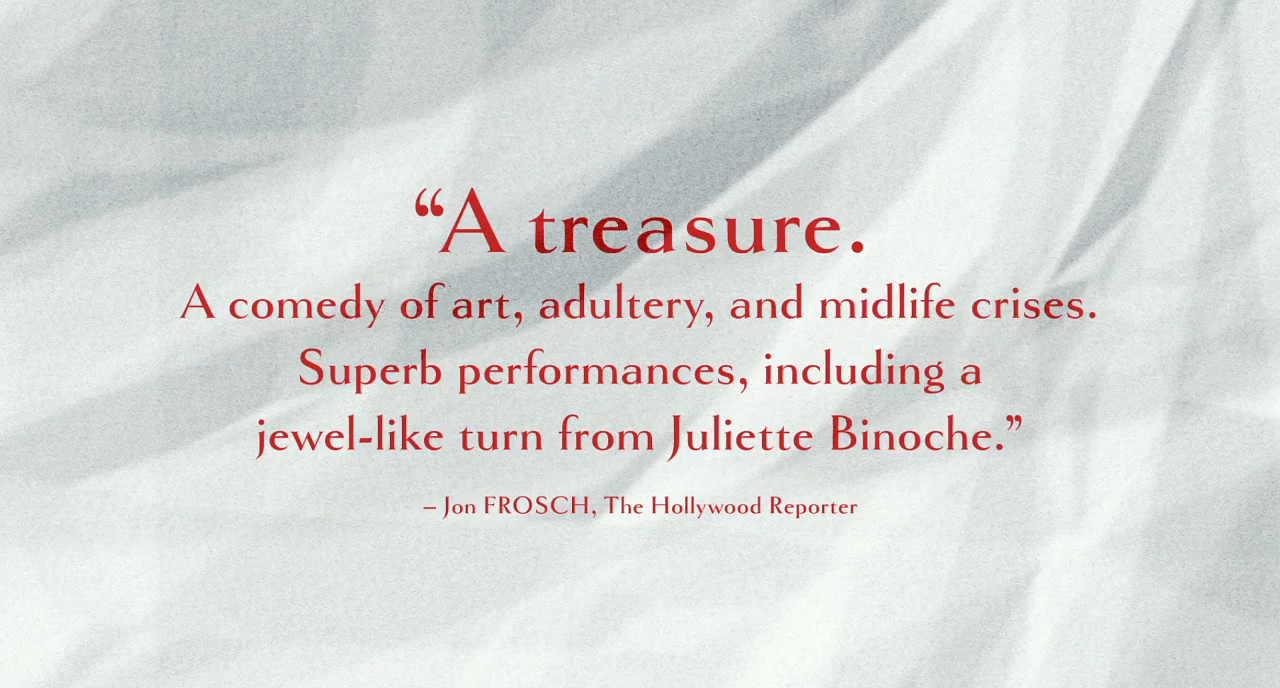 “A treasure.
A comedy of art, adultery, and midlife crises.
Superb performances, including a
jewel-like turn from Juliette Binoche.”
– Jon FROSCH, The Hollywood Reporter